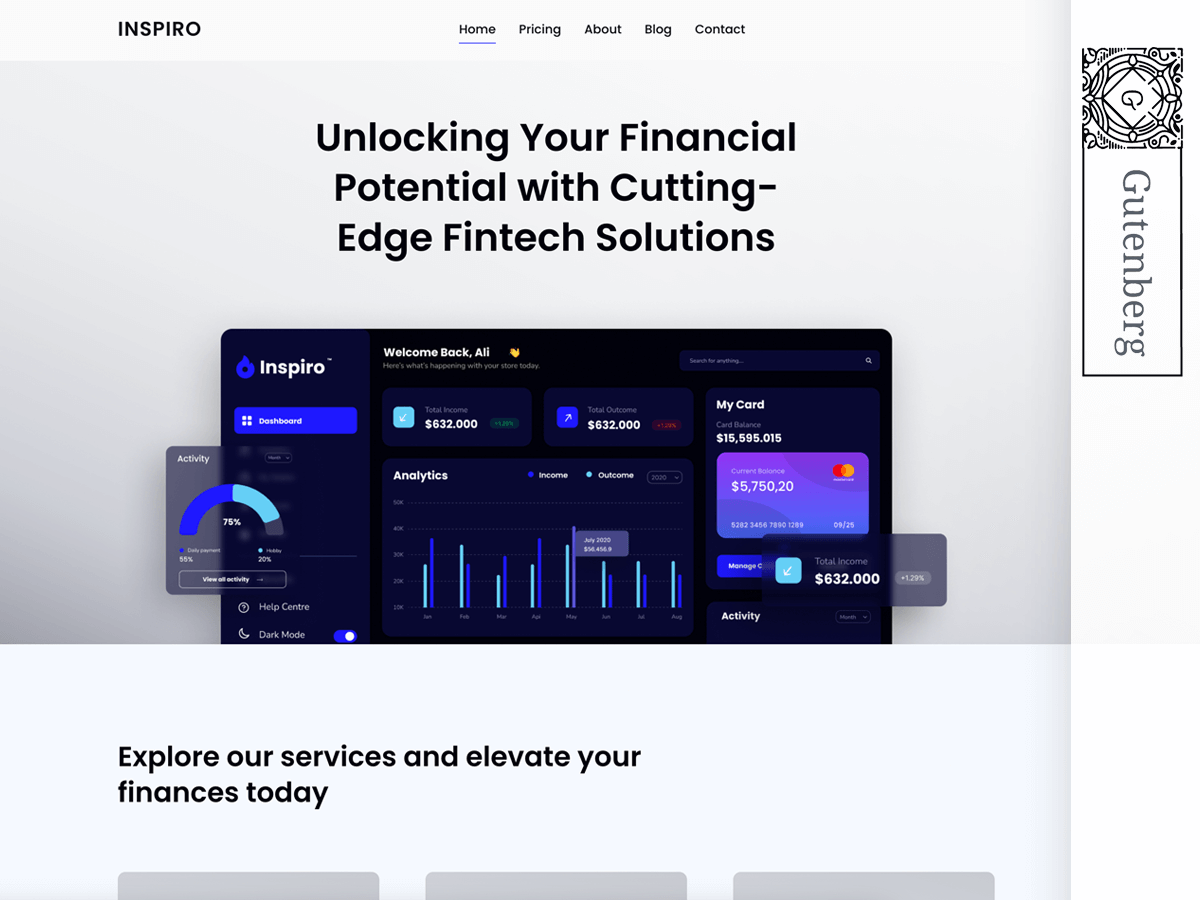 INSPIRO
Home Pricing About Blog Contact
G
Gutenberg
Unlocking Your Financial
Potential with Cutting-
Edge Fintech Solutions
Inspiro™
Dashboard
Activity
Month
75%
Daily payment
55%
Holiday
20%
View all activity →
Help Centre
Dark Mode
Welcome Back, Ali 👋
Here's what's happening with your store today.
Search for anything...
Total Income
$632.000
+1.29%
Total Outcome
$632.000
+1.29%
Analytics
Income Outcome 2020
50K
40K
30K
20K
10K
July 2020
$56.456.9
Jan Feb Mar Apl May Jun Jul Aug
My Card
Card Balance
$15,595.015
Current Balance
$5,750,20
mastercard
5282 3456 7890 1289 09/25
Manage
Total Income
$632.000
+1.29%
Activity
Month
Explore our services and elevate your
finances today